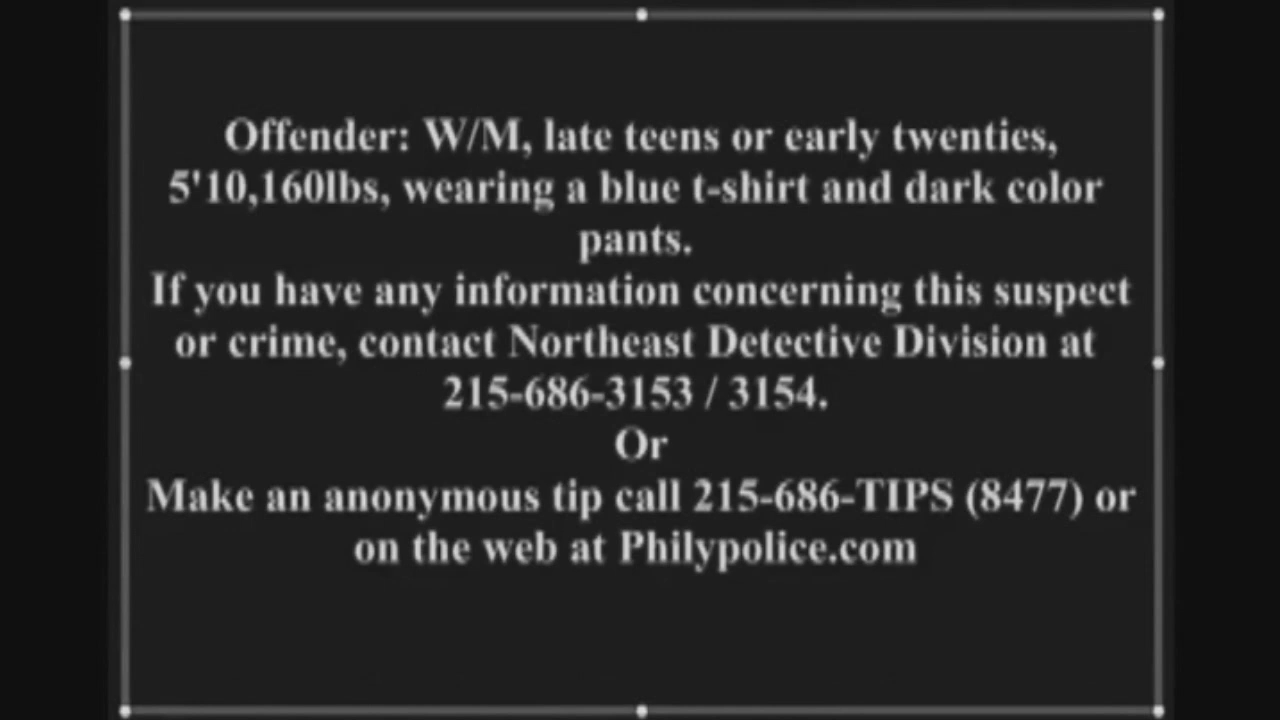 Offender: W/M, late teens or early twenties,
5'10,160lbs, wearing a blue t-shirt and dark color
pants.
If you have any information concerning this suspect
or crime, contact Northeast Detective Division at
215-686-3153 / 3154.
Or
Make an anonymous tip call 215-686-TIPS (8477) or
on the web at Philypolice.com